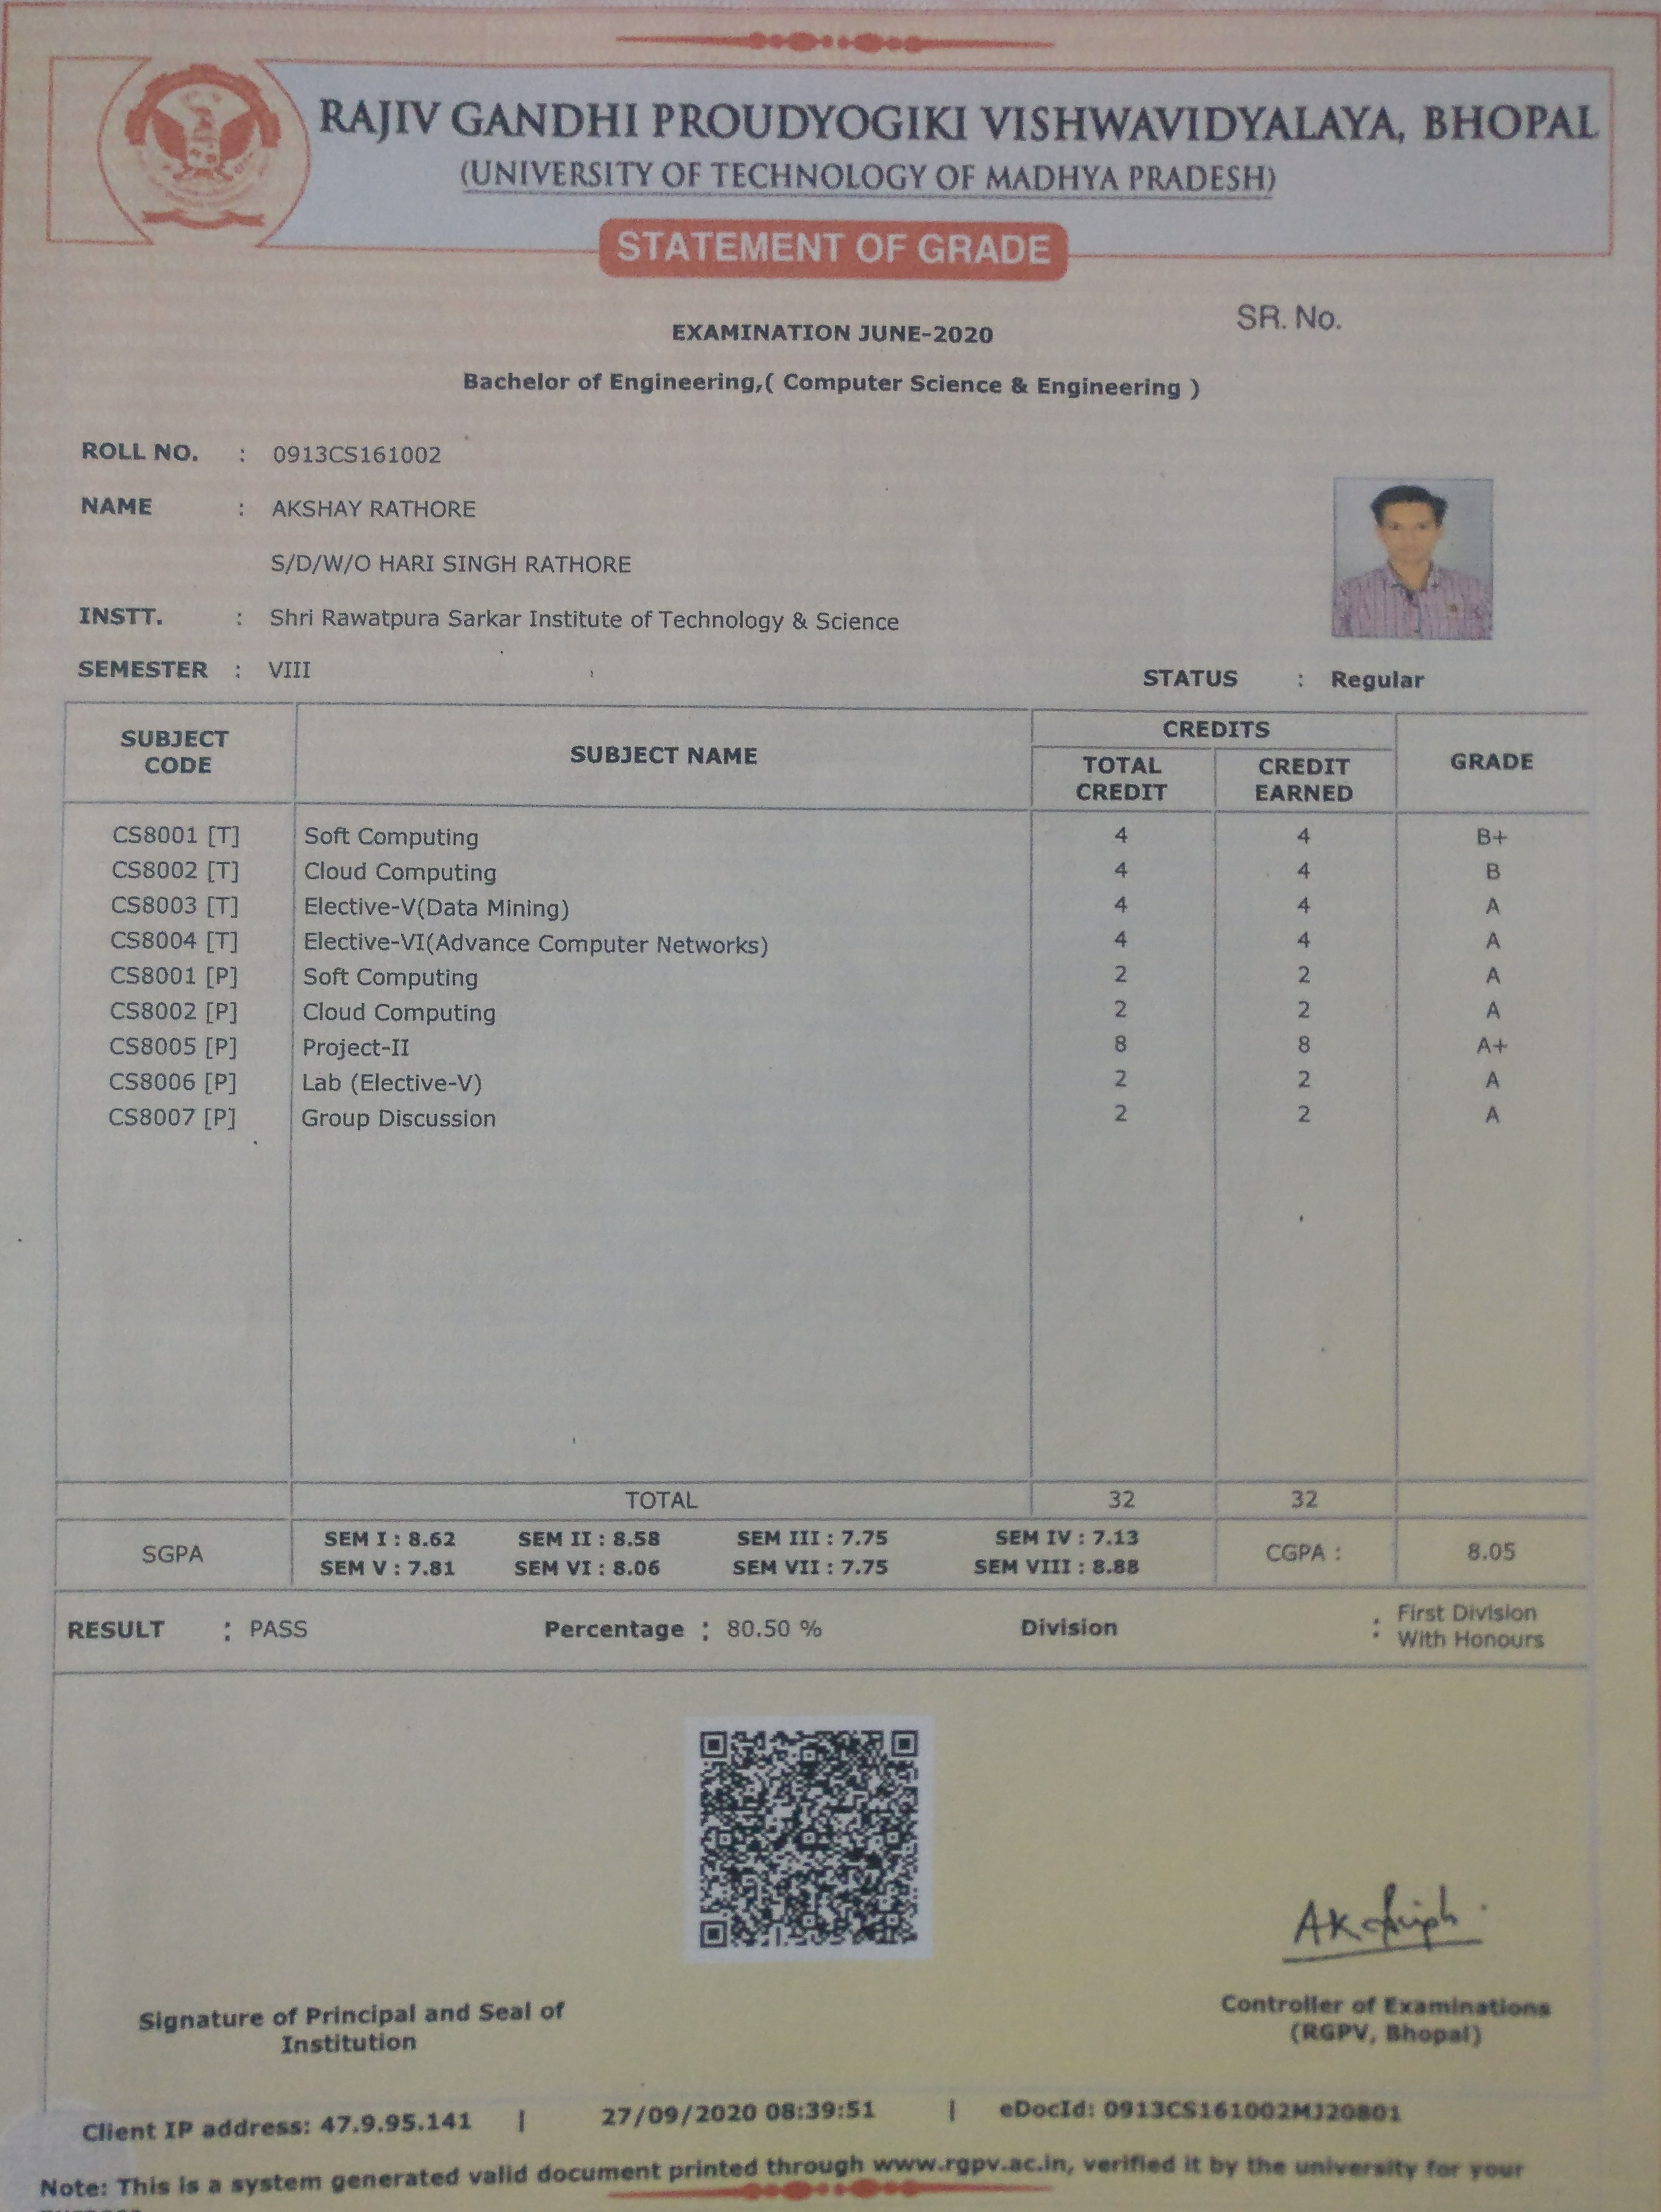 RAJIV GANDHI PROUDYOGIKI VISHWAVIDYALAYA, BHOPAL
(UNIVERSITY OF TECHNOLOGY OF MADHYA PRADESH)
STATEMENT OF GRADE
SR. No.
EXAMINATION JUNE-2020
Bachelor of Engineering,( Computer Science & Engineering )
ROLL NO. : 0913CS161002
NAME : AKSHAY RATHORE
S/D/W/O HARI SINGH RATHORE
INSTT. : Shri Rawatpura Sarkar Institute of Technology & Science
SEMESTER : VIII
STATUS : Regular
SUBJECT CODE SUBJECT NAME CREDITS GRADE
TOTAL CREDIT CREDIT EARNED
CS8001 [T] Soft Computing 4 4 B+
CS8002 [T] Cloud Computing 4 4 B
CS8003 [T] Elective-V(Data Mining) 4 4 A
CS8004 [T] Elective-VI(Advance Computer Networks) 4 4 A
CS8001 [P] Soft Computing 2 2 A
CS8002 [P] Cloud Computing 2 2 A
CS8005 [P] Project-II 8 8 A+
CS8006 [P] Lab (Elective-V) 2 2 A
CS8007 [P] Group Discussion 2 2 A
TOTAL 32 32
SGPA SEM I : 8.62 SEM II : 8.58 SEM III : 7.75 SEM IV : 7.13 CGPA : 8.05
SEM V : 7.81 SEM VI : 8.06 SEM VII : 7.75 SEM VIII : 8.88
RESULT : PASS Percentage : 80.50 % Division : First Division With Honours
Signature of Principal and Seal of
Institution
Controller of Examinations
(RGPV, Bhopal)
Client IP address: 47.9.95.141 | 27/09/2020 08:39:51 | eDocId: 0913CS161002MJ20801
Note: This is a system generated valid document printed through www.rgpv.ac.in, verified it by the university for your